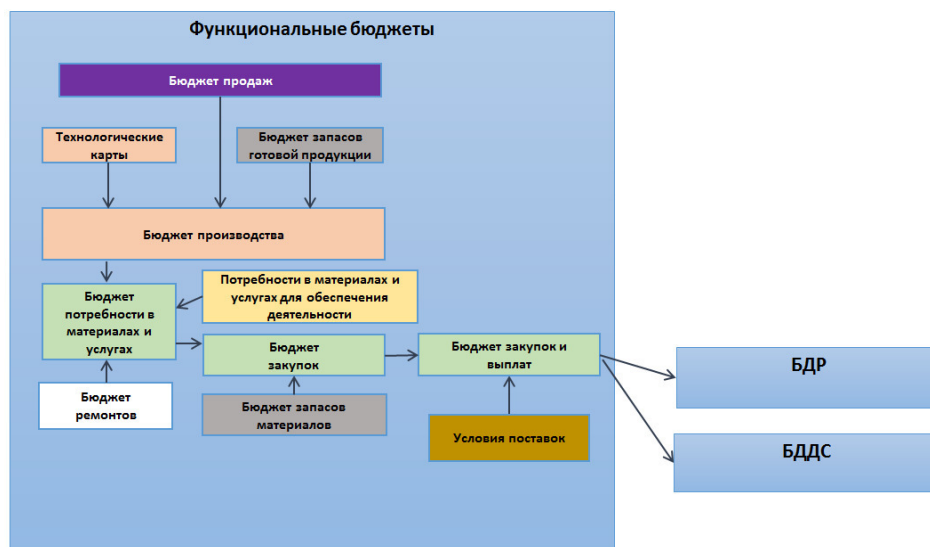 Функциональные бюджеты
Бюджет продаж
Технологические
карты
Бюджет запасов
готовой продукции
Бюджет производства
Бюджет
потребности в
материалах и
услугах
Потребности в материалах и
услугах для обеспечения
деятельности
Бюджет
закупок
Бюджет закупок и
выплат
Бюджет
ремонтов
Бюджет запасов
материалов
Условия поставок
БДР
БДДС